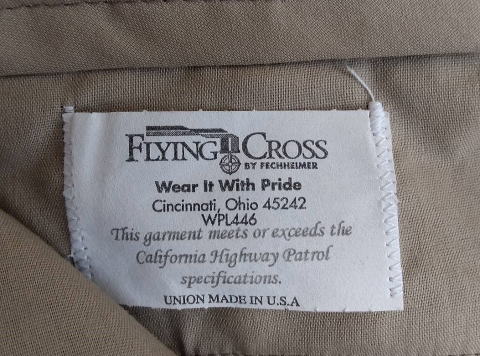 FLYING CROSS
BY FECHHEIMER
Wear It With Pride
Cincinnati, Ohio 45242
WPL446
This garment meets or exceeds the
California Highway Patrol
specifications.
UNION MADE IN U.S.A